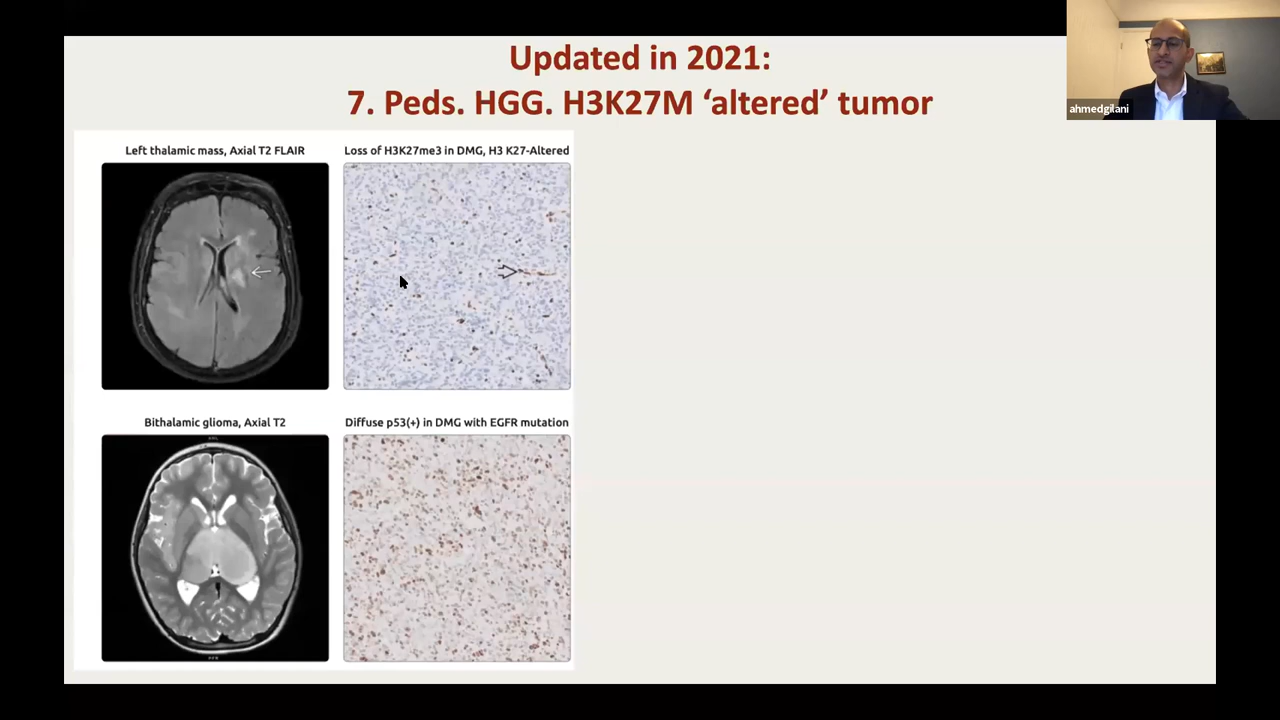 Updated in 2021:
7. Peds. HGG. H3K27M ‘altered’ tumor
ahmedgilani
Left thalamic mass, Axial T2 FLAIR
Loss of H3K27me3 in DMG, H3 K27-Altered
Bithalamic glioma, Axial T2
Diffuse p53(+) in DMG with EGFR mutation